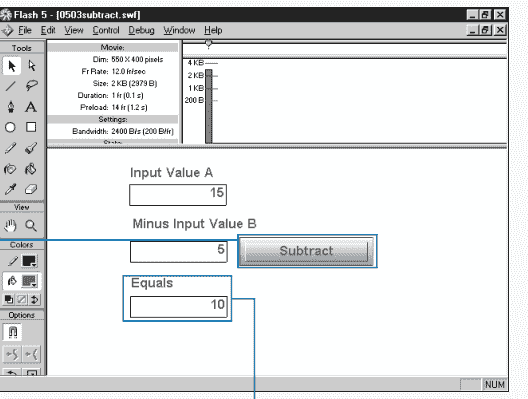 Flash 5 - [0503subtract.swf]
File Edit View Control Debug Window Help
Tools
Movie:
Dim: 550 X 400 pixels
Fr Rate: 12.0 fr/sec
Size: 2 KB (2979 B)
Duration: 1 fr (0.1 s)
Preload: 14 fr (1.2 s)
Settings:
Bandwidth: 2400 B/s (200 B/fr)
State:
4 KB
2 KB
1 KB
200 B
View
Colors
Options
Input Value A
15
Minus Input Value B
5
Subtract
Equals
10
NUM